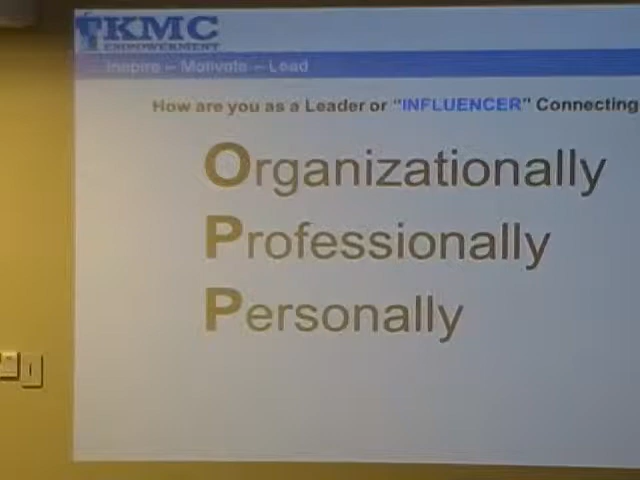 KMC
EMPOWERMENT
Inspire – Motivate – Lead
How are you as a Leader or "INFLUENCER" Connecting
Organizationally
Professionally
Personally